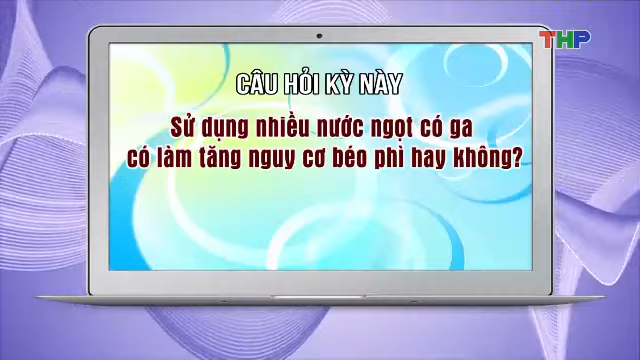 THP
CÂU HỎI KỲ NÀY
Sử dụng nhiều nước ngọt có ga
có làm tăng nguy cơ béo phì hay không?